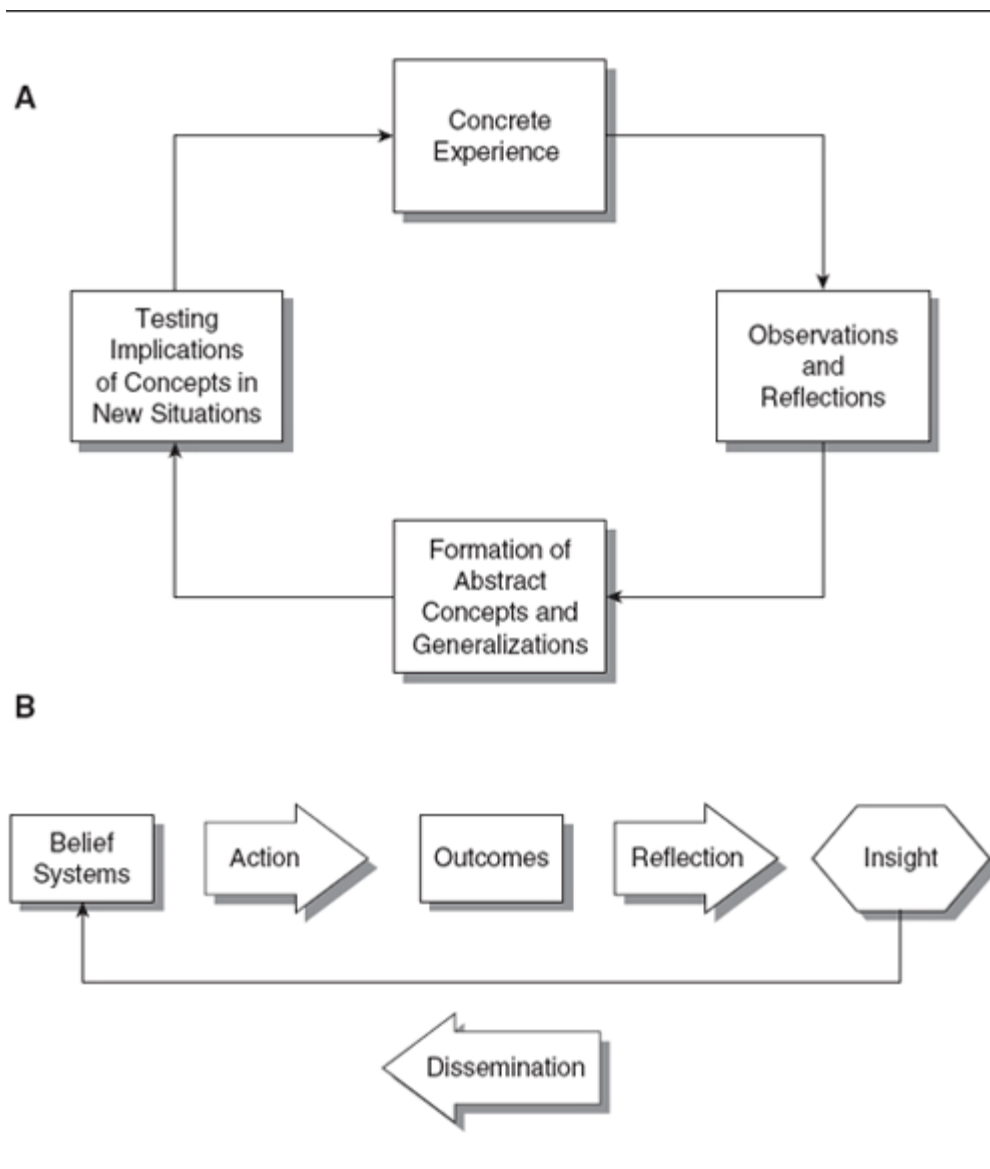 A
Concrete
Experience
Testing
Implications
of Concepts in
New Situations
Observations
and
Reflections
Formation of
Abstract
Concepts and
Generalizations
B
Belief
Systems
Action
Outcomes
Reflection
Insight
Dissemination